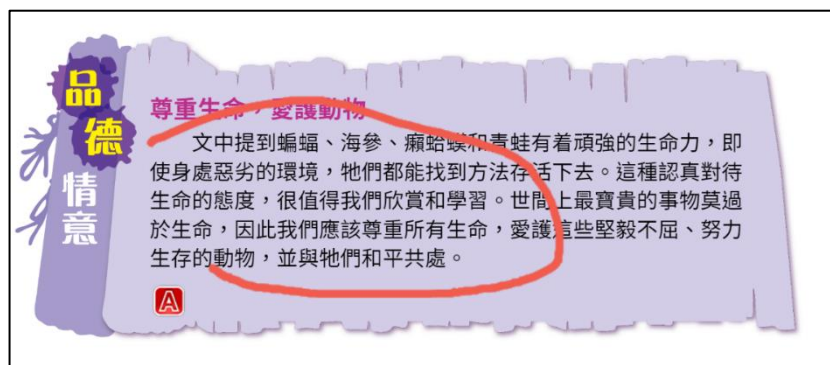 品德情意
尊重生命，愛護動物
文中提到蝙蝠、海參、癩蛤蟆和青蛙有着頑強的生命力，即
使身處惡劣的環境，牠們都能找到方法存活下去。這種認真對待
生命的態度，很值得我們欣賞和學習。世間上最寶貴的事物莫過
於生命，因此我們應該尊重所有生命，愛護這些堅毅不屈、努力
生存的動物，並與牠們和平共處。
A